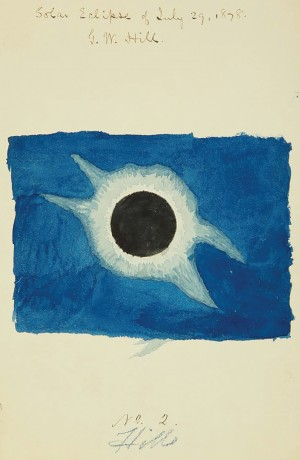 Solar Eclipse of July 29, 1878.
G. W. Hill.
No. 2.
Hill